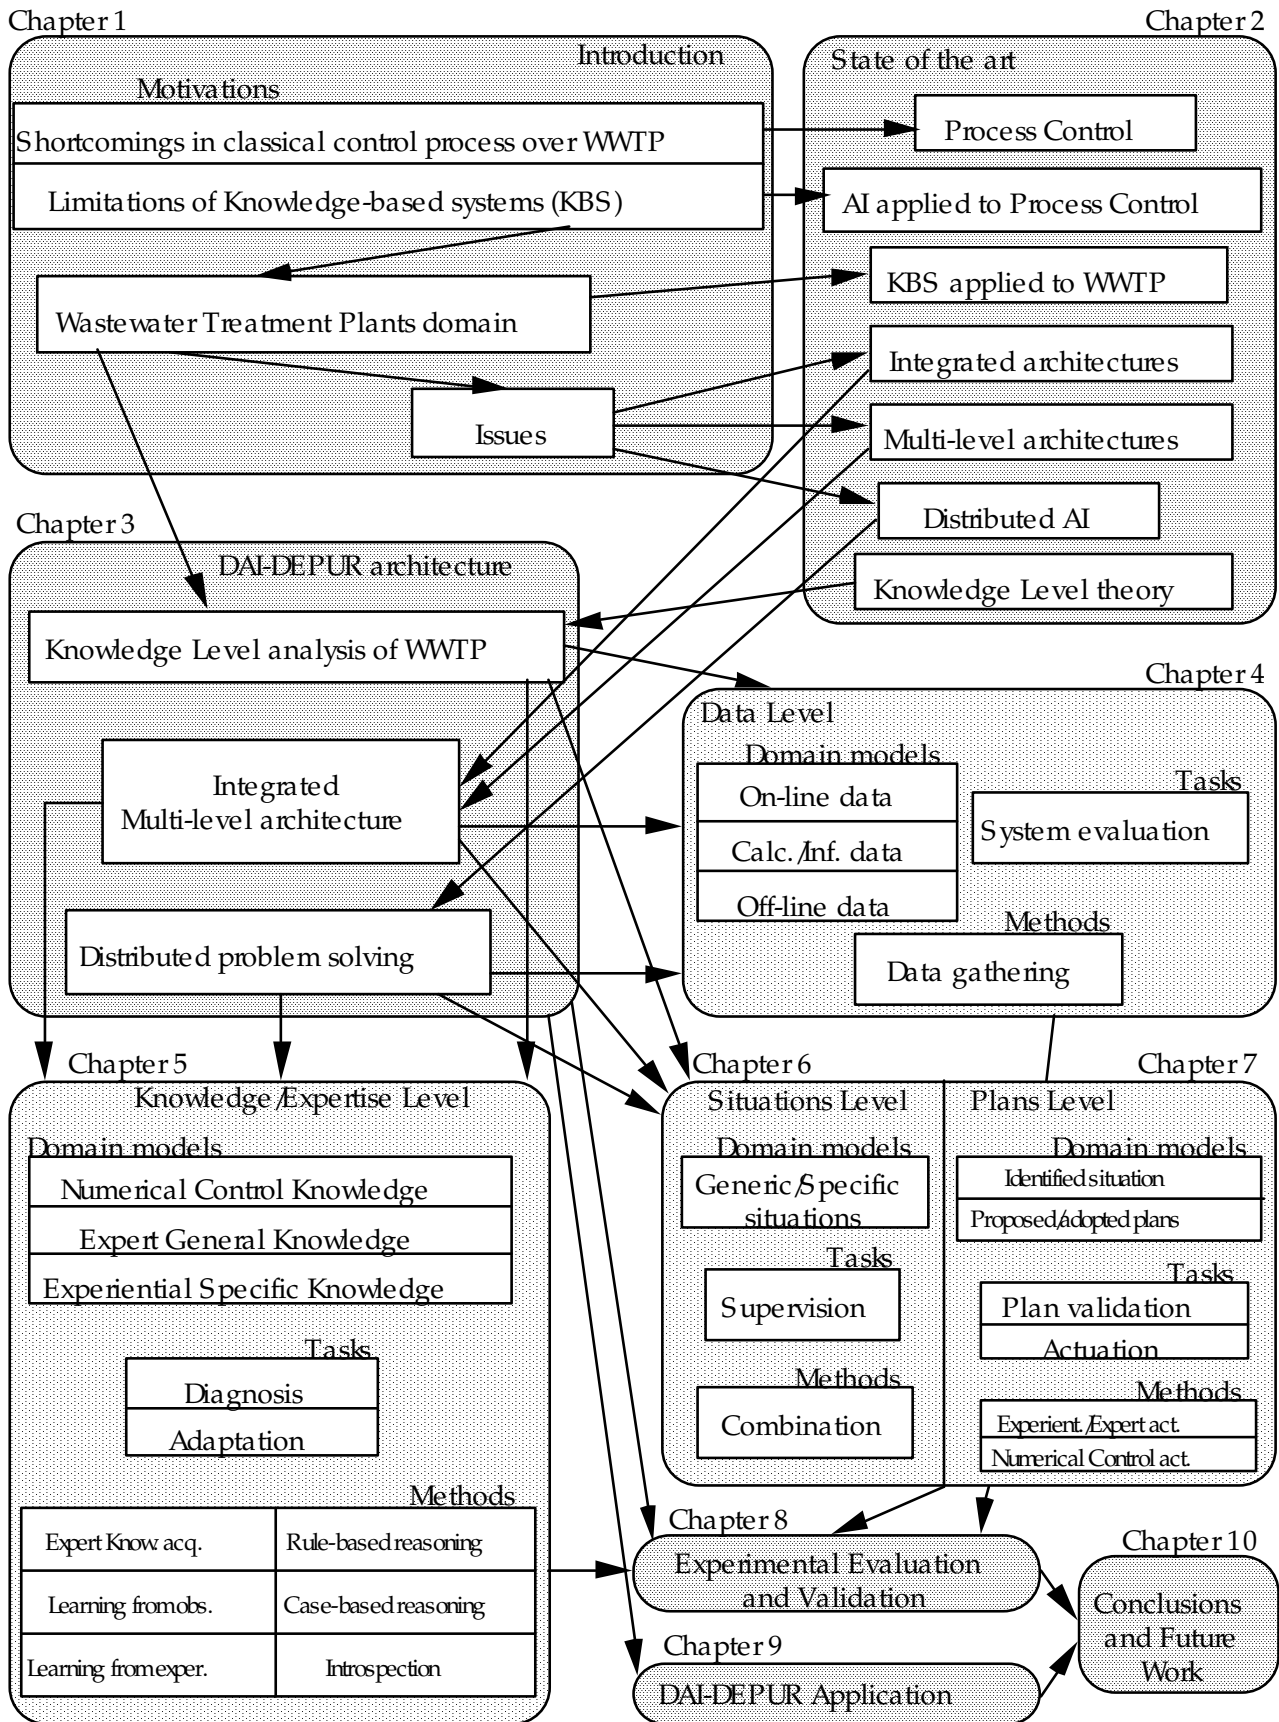 Chapter 1
Introduction
Motivations
Shortcomings in classical control process over WWTP
Limitations of Knowledge-based systems (KBS)
Wastewater Treatment Plants domain
Issues
Chapter 2
State of the art
Process Control
AI applied to Process Control
KBS applied to WWTP
Integrated architectures
Multi-level architectures
Distributed AI
Knowledge Level theory
Chapter 3
DAI-DEPUR architecture
Knowledge Level analysis of WWTP
Integrated
Multi-level architecture
Distributed problem solving
Chapter 4
Data Level
Domain models
On-line data
Calc./Inf. data
Off-line data
Tasks
System evaluation
Methods
Data gathering
Chapter 5
Knowledge/Expertise Level
Domain models
Numerical Control Knowledge
Expert General Knowledge
Experiential Specific Knowledge
Tasks
Diagnosis
Adaptation
Methods
Expert Know. acq.
Rule-based reasoning
Learning from obs.
Case-based reasoning
Learning from exper.
Introspection
Chapter 6
Situations Level
Domain models
Generic/Specific
situations
Tasks
Supervision
Methods
Combination
Chapter 7
Plans Level
Domain models
Identified situation
Proposed/adopted plans
Tasks
Plan validation
Actuation
Methods
Experient./Expert act.
Numerical Control act.
Chapter 8
Experimental Evaluation
and Validation
Chapter 9
DAI-DEPUR Application
Chapter 10
Conclusions
and Future
Work